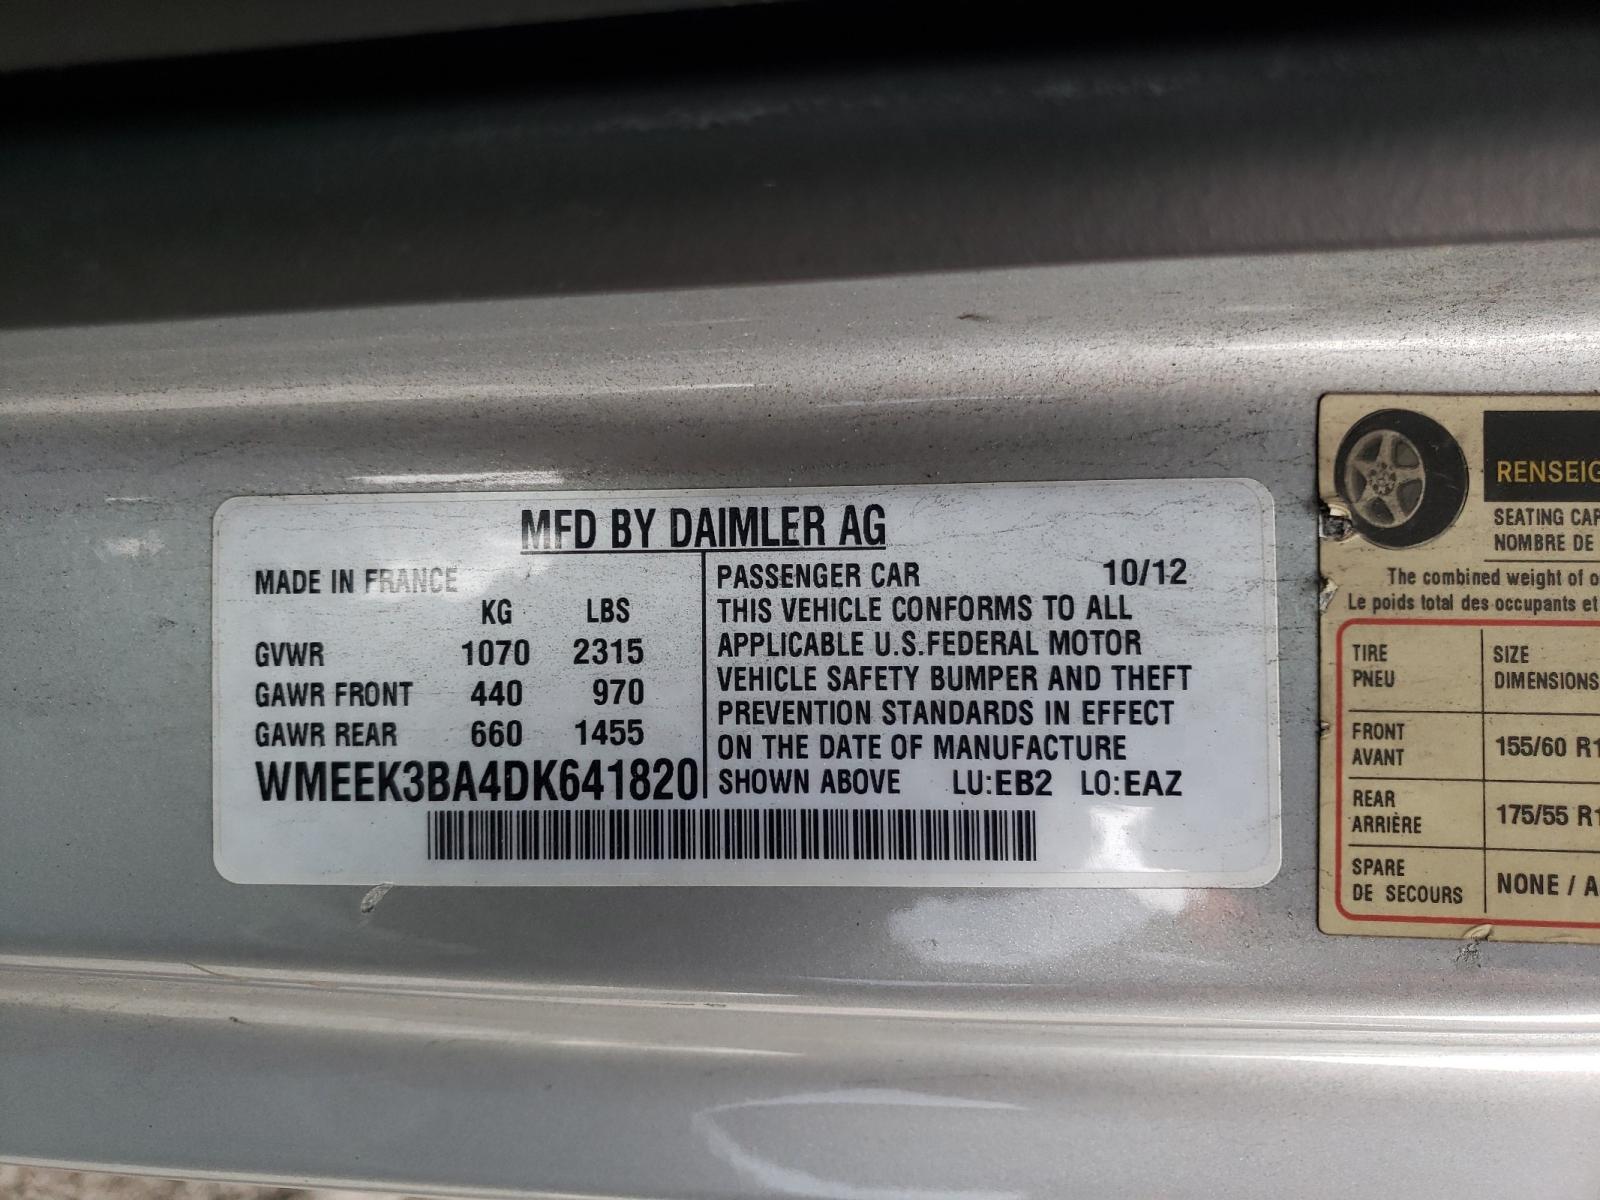 MFD BY DAIMLER AG
MADE IN FRANCE
KG LBS
GVWR 1070 2315
GAWR FRONT 440 970
GAWR REAR 660 1455
WMEEK3BA4DK641820
PASSENGER CAR 10/12
THIS VEHICLE CONFORMS TO ALL
APPLICABLE U.S.FEDERAL MOTOR
VEHICLE SAFETY BUMPER AND THEFT
PREVENTION STANDARDS IN EFFECT
ON THE DATE OF MANUFACTURE
SHOWN ABOVE LU:EB2 LO:EAZ
RENSEIG
SEATING CAP
NOMBRE DE
The combined weight of o
Le poids total des occupants et
TIRE SIZE
PNEU DIMENSIONS
FRONT
AVANT
155/60 R1
REAR
ARRIÈRE
175/55 R1
SPARE
DE SECOURS
NONE / A